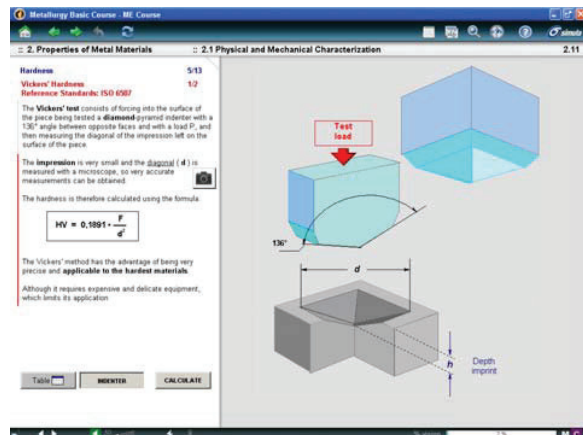 Metallurgy Basic Course - ME Course
simula
:: 2. Properties of Metal Materials
:: 2.1 Physical and Mechanical Characterization
2.11
Hardness 5/13
Vickers' Hardness 1/2
Reference Standards: ISO 6507
The Vickers' test consists of forcing into the surface of
the piece being tested a diamond-pyramid indenter with a
136° angle between opposite faces and with a load P, and
then measuring the diagonal of the impression left on the
surface of the piece.
The impression is very small and the diagonal ( d ) is
measured with a microscope, so very accurate
measurements can be obtained.
The hardness is therefore calculated using the formula
HV = 0,1891 · F
d²
The Vickers' method has the advantage of being very
precise and applicable to the hardest materials.
Although it requires expensive and delicate equipment,
which limits its application
Table
INDENTER
CALCULATE
Test
load
136°
d
h
Depth
imprint